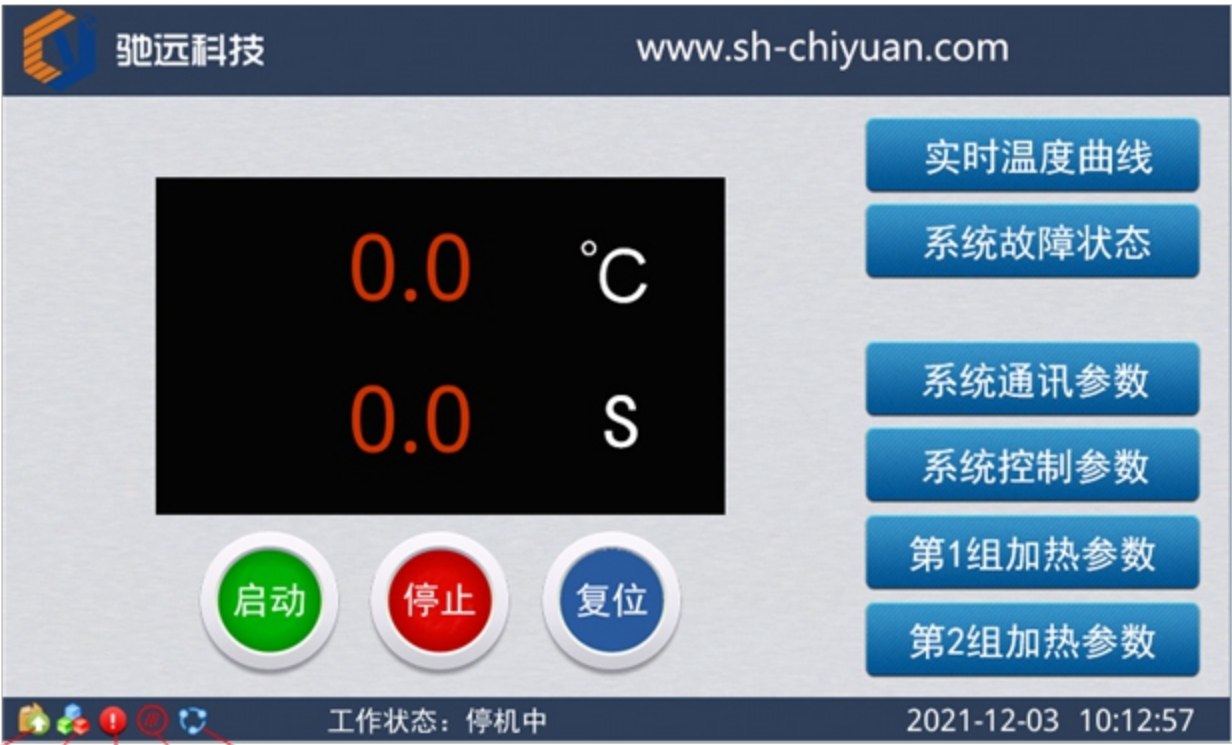 驰远科技
www.sh-chiyuan.com
0.0 ℃
0.0 S
启动
停止
复位
实时温度曲线
系统故障状态
系统通讯参数
系统控制参数
第1组加热参数
第2组加热参数
工作状态：停机中
2021-12-03 10:12:57